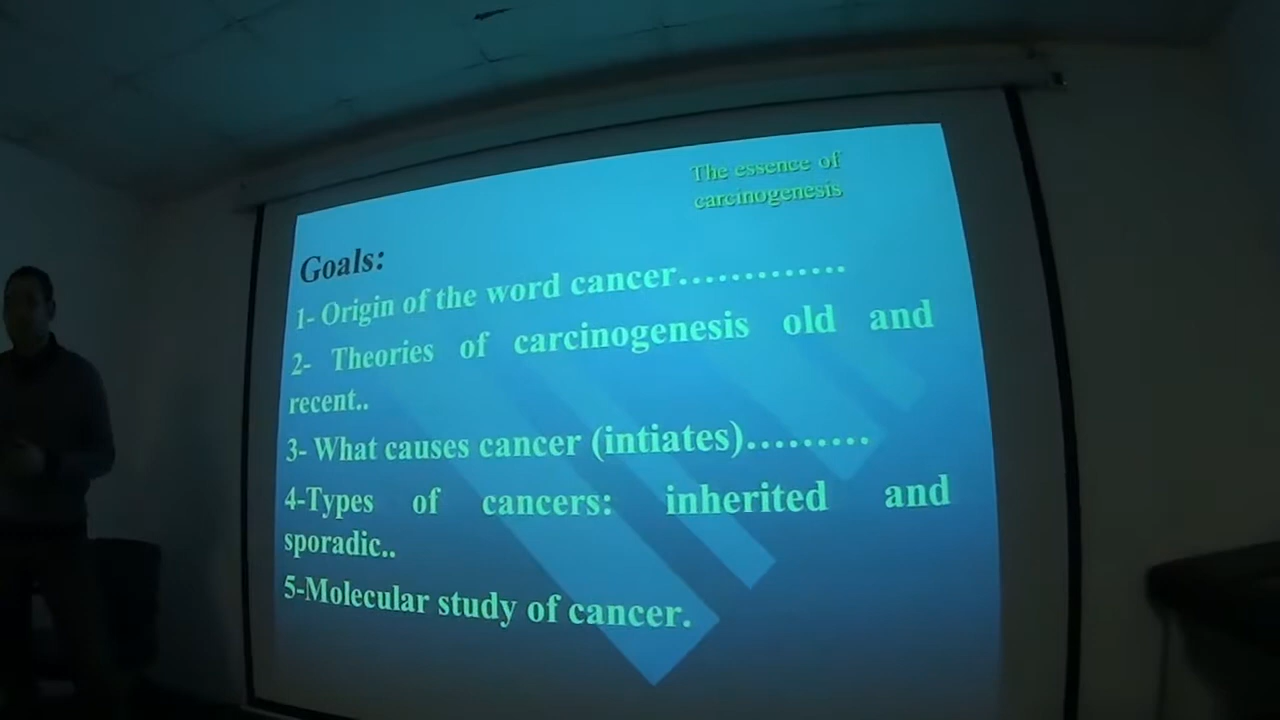 The essence of
carcinogenesis
Goals:
1- Origin of the word cancer.............
2- Theories of carcinogenesis old and
recent..
3- What causes cancer (intiates).........
4-Types of cancers: inherited and
sporadic..
5-Molecular study of cancer.